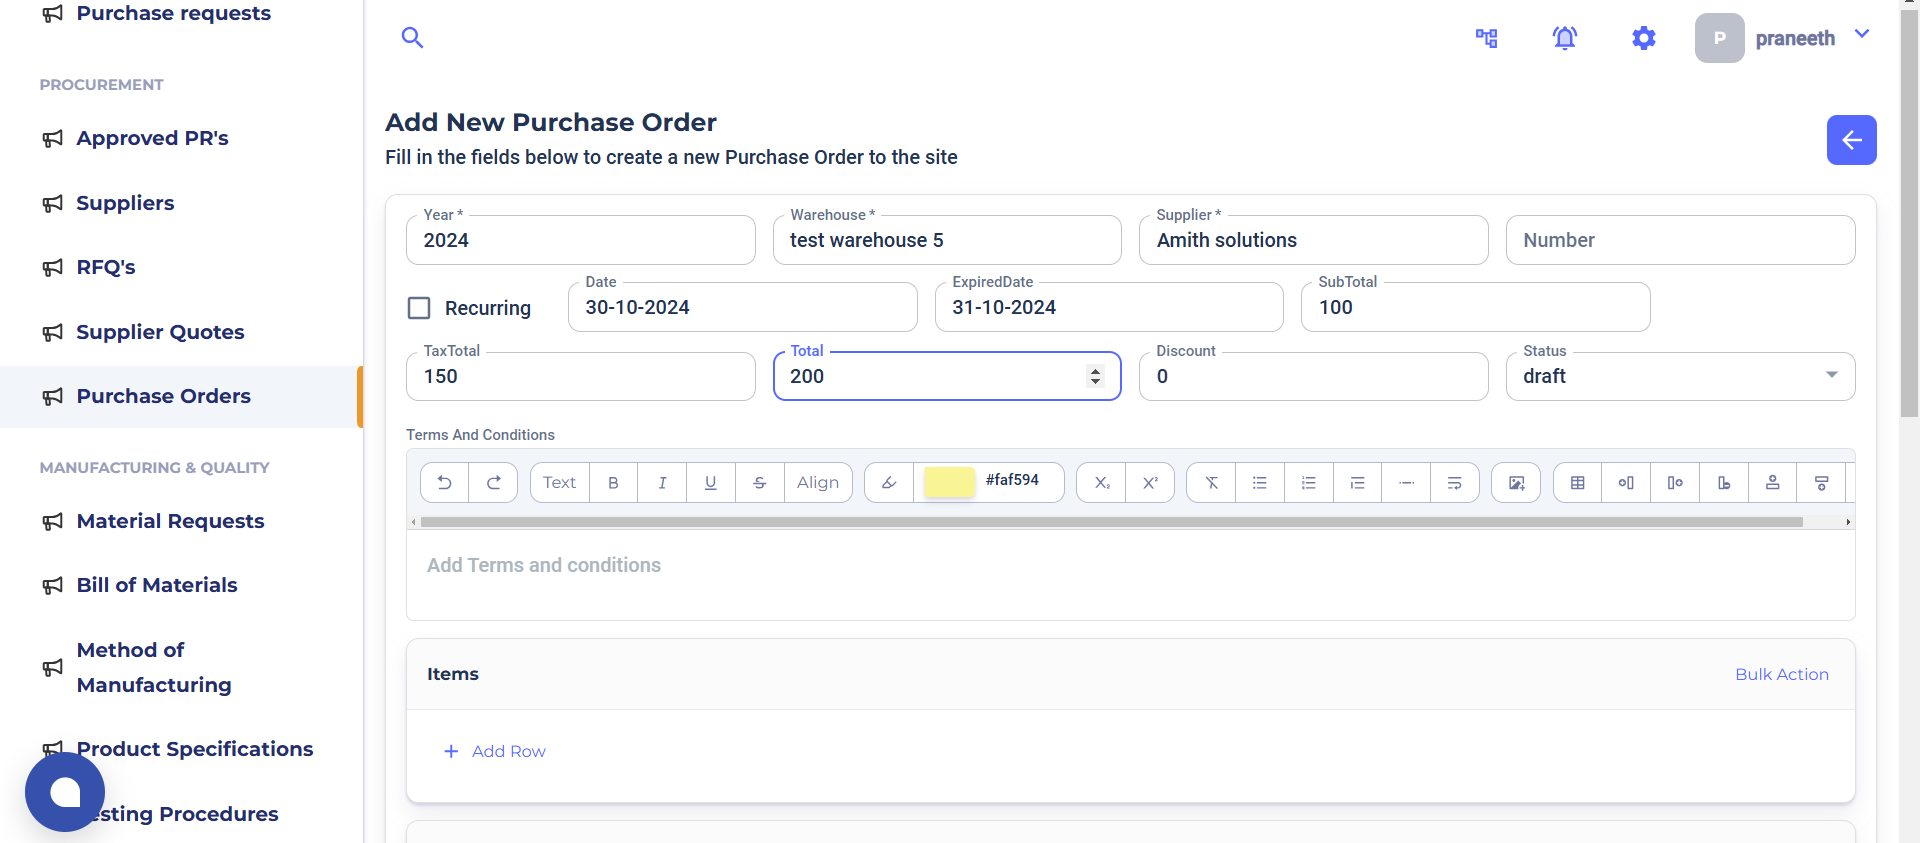 Purchase requests
PROCUREMENT
Approved PR's
Suppliers
RFQ's
Supplier Quotes
Purchase Orders
MANUFACTURING & QUALITY
Material Requests
Bill of Materials
Method of
Manufacturing
Product Specifications
esting Procedures
P praneeth
Add New Purchase Order
Fill in the fields below to create a new Purchase Order to the site
Year * Warehouse * Supplier *
2024 test warehouse 5 Amith solutions Number
Date ExpiredDate SubTotal
Recurring 30-10-2024 31-10-2024 100
TaxTotal Total Discount Status
150 200 0 draft
Terms And Conditions
Text B I U S Align #faf594 X₂ X²
Add Terms and conditions
Items Bulk Action
+ Add Row